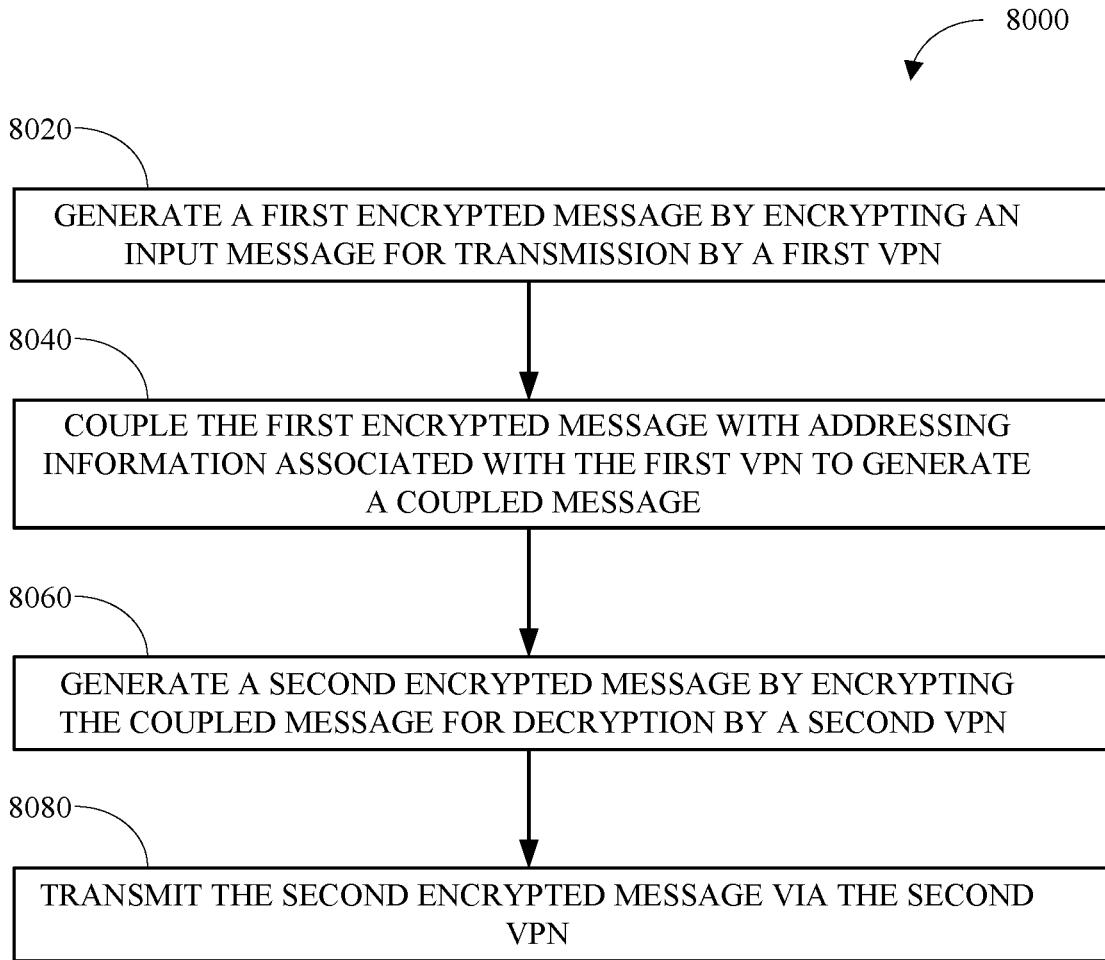 8000
8020
GENERATE A FIRST ENCRYPTED MESSAGE BY ENCRYPTING AN
INPUT MESSAGE FOR TRANSMISSION BY A FIRST VPN
8040
COUPLE THE FIRST ENCRYPTED MESSAGE WITH ADDRESSING
INFORMATION ASSOCIATED WITH THE FIRST VPN TO GENERATE
A COUPLED MESSAGE
8060
GENERATE A SECOND ENCRYPTED MESSAGE BY ENCRYPTING
THE COUPLED MESSAGE FOR DECRYPTION BY A SECOND VPN
8080
TRANSMIT THE SECOND ENCRYPTED MESSAGE VIA THE SECOND
VPN